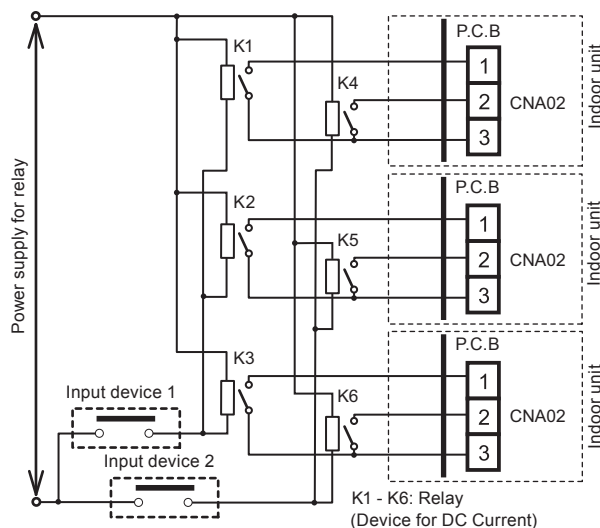 Power supply for relay
K1
K4
P.C.B
1
2
3
CNA02
Indoor unit
K2
K5
P.C.B
1
2
3
CNA02
Indoor unit
K3
K6
P.C.B
1
2
3
CNA02
Indoor unit
Input device 1
Input device 2
K1 - K6: Relay
(Device for DC Current)